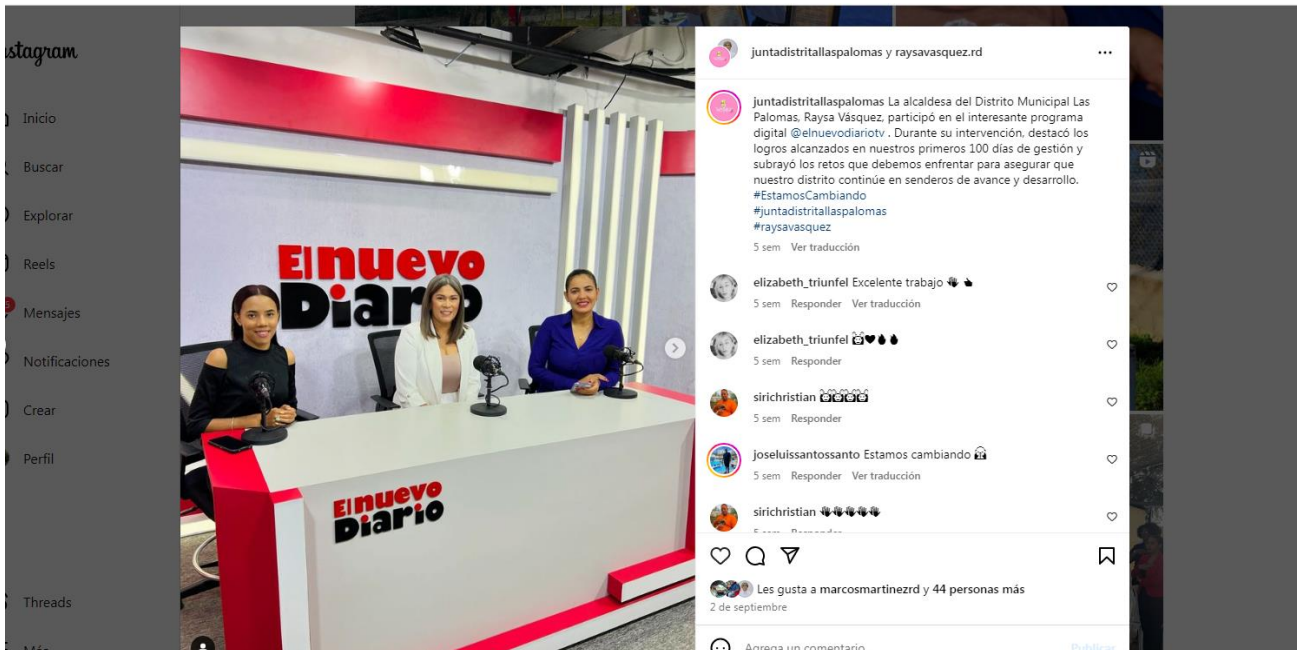 Instagram
Inicio
Buscar
Explorar
Reels
Mensajes
Notificaciones
Crear
Perfil
Threads
Más
El nuevo
Diario
El nuevo
Diario
juntadistritallaspalomas y raysavasquez.rd
juntadistritallaspalomas La alcaldesa del Distrito Municipal Las
Palomas, Raysa Vásquez, participó en el interesante programa
digital @elnuevodiariotv . Durante su intervención, destacó los
logros alcanzados en nuestros primeros 100 días de gestión y
subrayó los retos que debemos enfrentar para asegurar que
nuestro distrito continúe en senderos de avance y desarrollo.
#EstamosCambiando
#juntadistritallaspalomas
#raysavasquez
5 sem Ver traducción
elizabeth_triunfel Excelente trabajo
5 sem Responder Ver traducción
elizabeth_triunfel
5 sem Responder
sirichristian
5 sem Responder
joseluissantossanto Estamos cambiando
5 sem Responder Ver traducción
sirichristian
5 sem Responder
Les gusta a marcosmartinezrd y 44 personas más
2 de septiembre
Agrega un comentario
Publicar